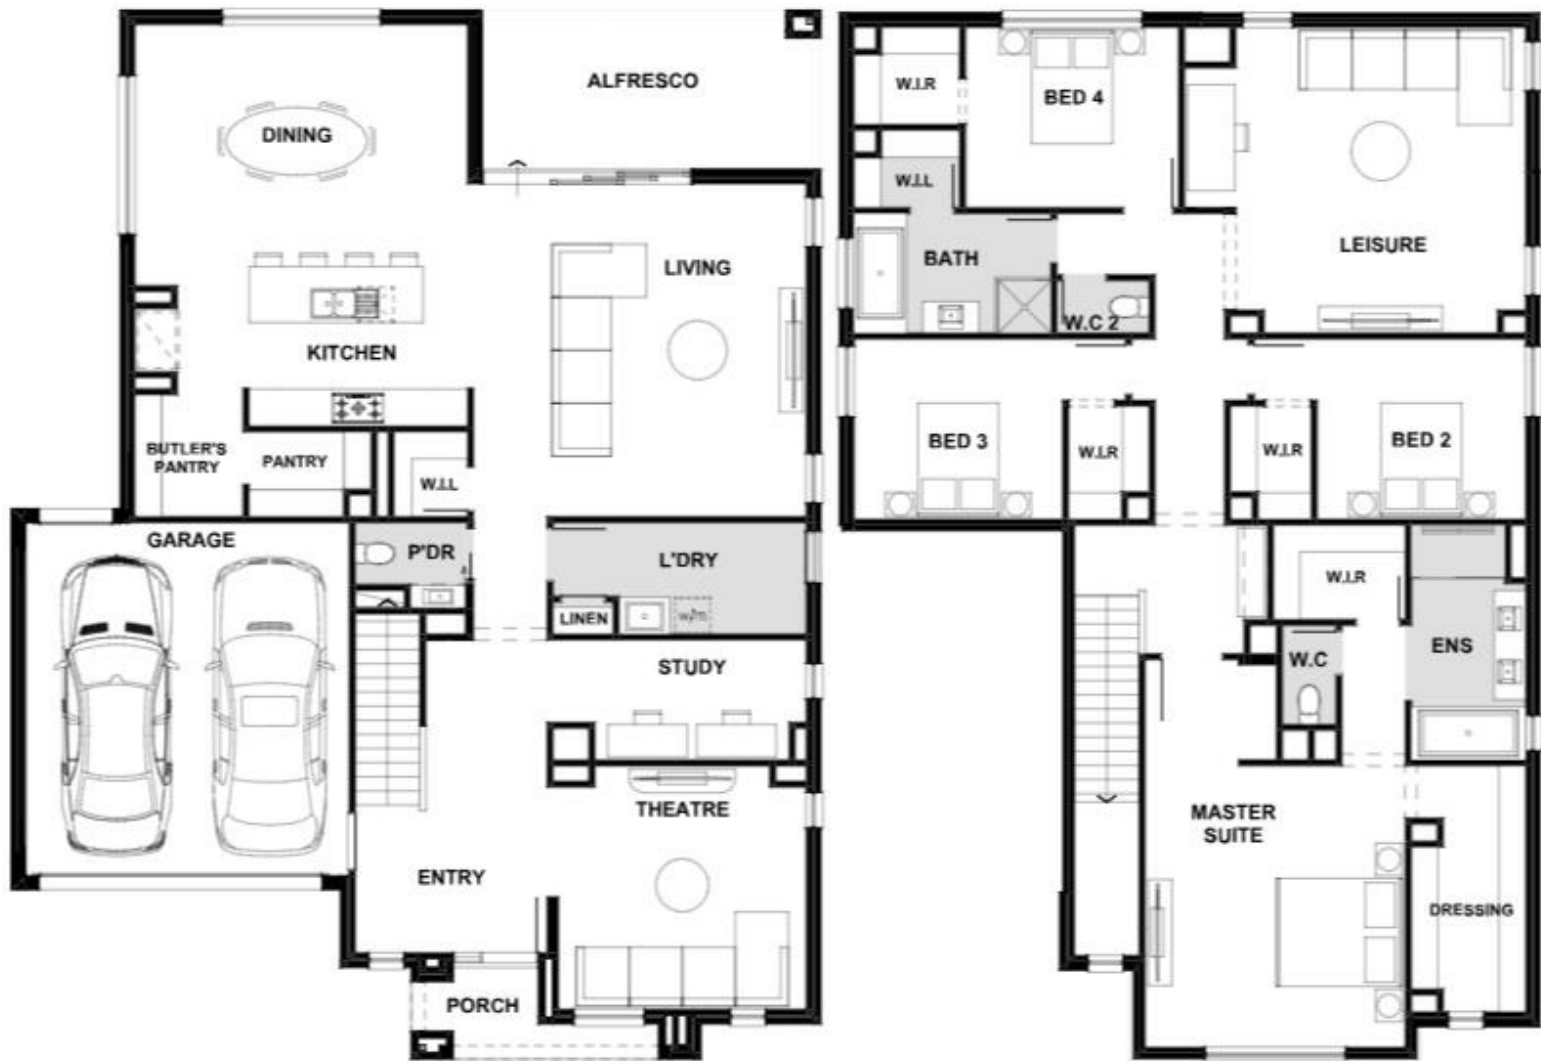 ALFRESCO
DINING
LIVING
KITCHEN
BUTLER'S
PANTRY
PANTRY
W.I.L
GARAGE
P'DR
L'DRY
LINEN
w/m
STUDY
THEATRE
ENTRY
PORCH
W.I.R
BED 4
W.I.L
BATH
LEISURE
W.C 2
BED 3
W.I.R
W.I.R
BED 2
W.I.R
W.C
ENS
MASTER
SUITE
DRESSING